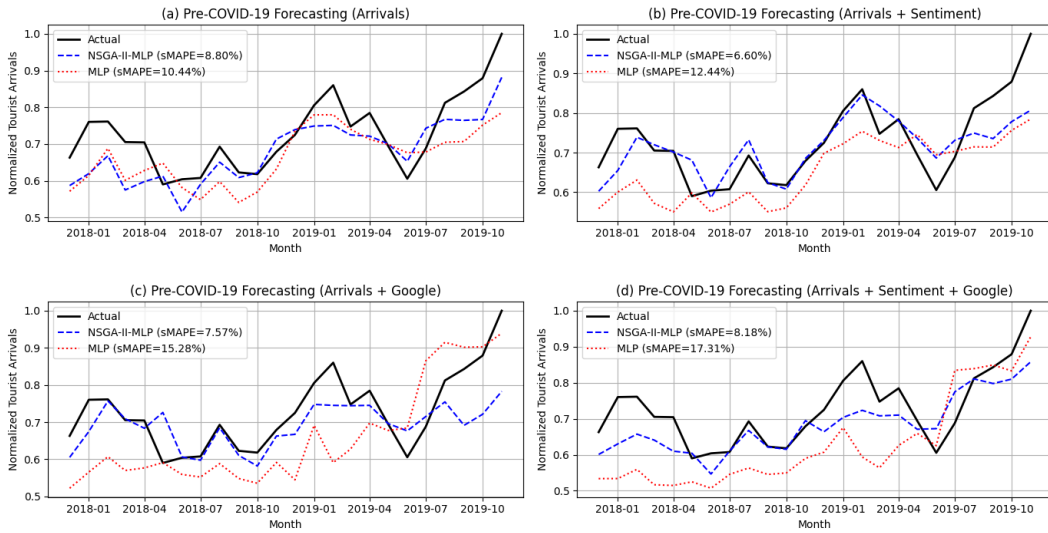 (a) Pre-COVID-19 Forecasting (Arrivals)
Normalized Tourist Arrivals
1.0
0.9
0.8
0.7
0.6
0.5
Actual
NSGA-II-MLP (sMAPE=8.80%)
MLP (sMAPE=10.44%)
2018-01 2018-04 2018-07 2018-10 2019-01 2019-04 2019-07 2019-10
Month
(b) Pre-COVID-19 Forecasting (Arrivals + Sentiment)
Normalized Tourist Arrivals
1.0
0.9
0.8
0.7
0.6
Actual
NSGA-II-MLP (sMAPE=6.60%)
MLP (sMAPE=12.44%)
2018-01 2018-04 2018-07 2018-10 2019-01 2019-04 2019-07 2019-10
Month
(c) Pre-COVID-19 Forecasting (Arrivals + Google)
Normalized Tourist Arrivals
1.0
0.9
0.8
0.7
0.6
0.5
Actual
NSGA-II-MLP (sMAPE=7.57%)
MLP (sMAPE=15.28%)
2018-01 2018-04 2018-07 2018-10 2019-01 2019-04 2019-07 2019-10
Month
(d) Pre-COVID-19 Forecasting (Arrivals + Sentiment + Google)
Normalized Tourist Arrivals
1.0
0.9
0.8
0.7
0.6
0.5
Actual
NSGA-II-MLP (sMAPE=8.18%)
MLP (sMAPE=17.31%)
2018-01 2018-04 2018-07 2018-10 2019-01 2019-04 2019-07 2019-10
Month